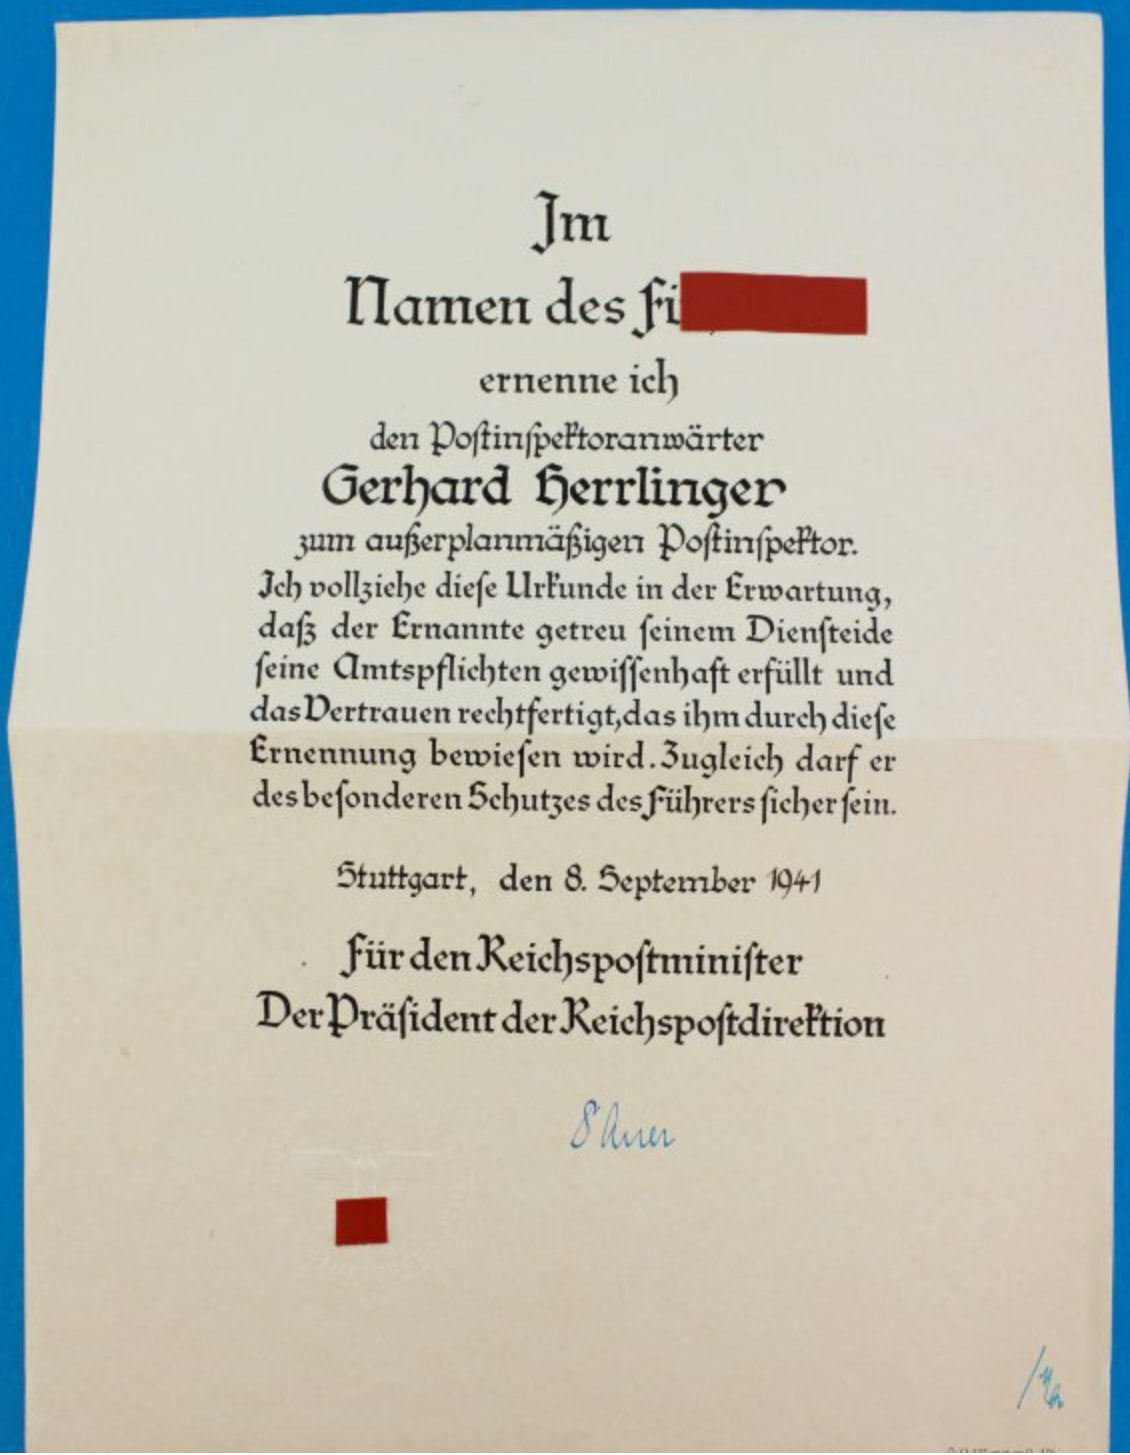 Im
Namen des Fü
ernenne ich
den Poſtinſpektoranwärter
Gerhard Herrlinger
zum außerplanmäßigen Poſtinſpektor.
Ich vollziehe dieſe Urkunde in der Erwartung,
daß der Ernannte getreu ſeinem Dienſteide
ſeine Amtspflichten gewiſſenhaft erfüllt und
das Vertrauen rechtfertigt, das ihm durch dieſe
Ernennung bewieſen wird. Zugleich darf er
des beſonderen Schutzes des Führers ſicher ſein.
Stuttgart, den 8. September 1941
Für den Reichspoſtminiſter
Der Präſident der Reichspoſtdirektion